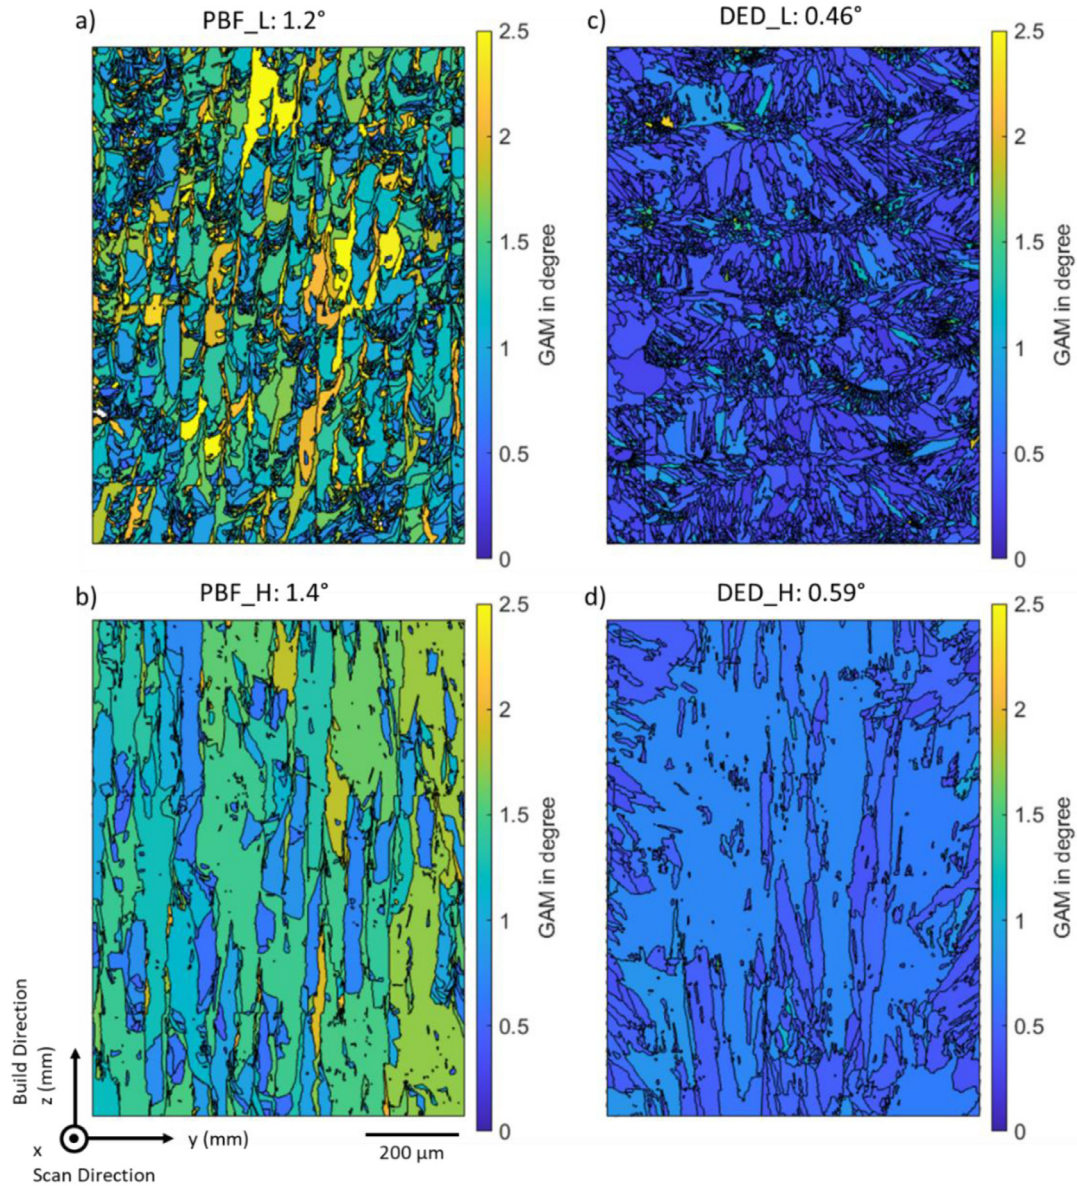 a) PBF_L: 1.2°
2.5
2
1.5
1
0.5
0
GAM in degree
c) DED_L: 0.46°
2.5
2
1.5
1
0.5
0
GAM in degree
b) PBF_H: 1.4°
2.5
2
1.5
1
0.5
0
GAM in degree
d) DED_H: 0.59°
2.5
2
1.5
1
0.5
0
GAM in degree
Build Direction
z (mm)
x
y (mm)
Scan Direction
200 µm